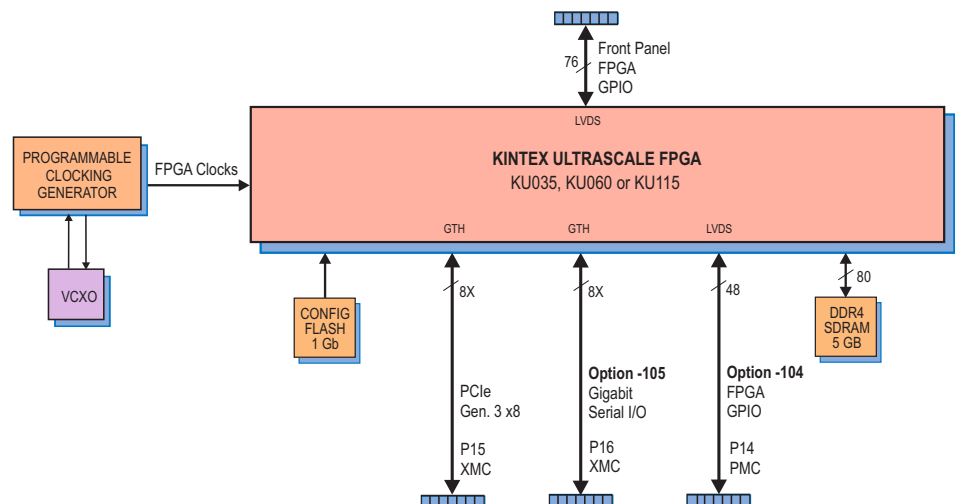 76
Front Panel
FPGA
GPIO
LVDS
KINTEX ULTRASCALE FPGA
KU035, KU060 or KU115
PROGRAMMABLE
CLOCKING
GENERATOR
FPGA Clocks
GTH
GTH
LVDS
VCXO
CONFIG
FLASH
1 Gb
8X
8X
48
80
DDR4
SDRAM
5 GB
PCIe
Gen. 3 x8
P15
XMC
Option -105
Gigabit
Serial I/O
P16
XMC
Option -104
FPGA
GPIO
P14
PMC